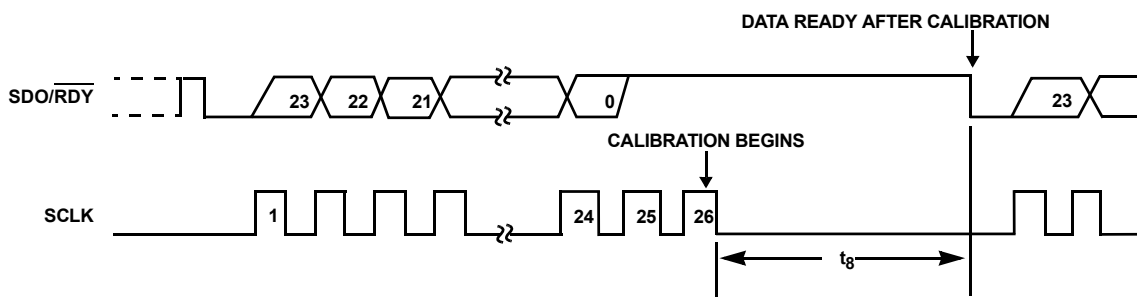 DATA READY AFTER CALIBRATION
SDO/RDY
23 22 21 0 23
CALIBRATION BEGINS
SCLK
1 24 25 26
t8